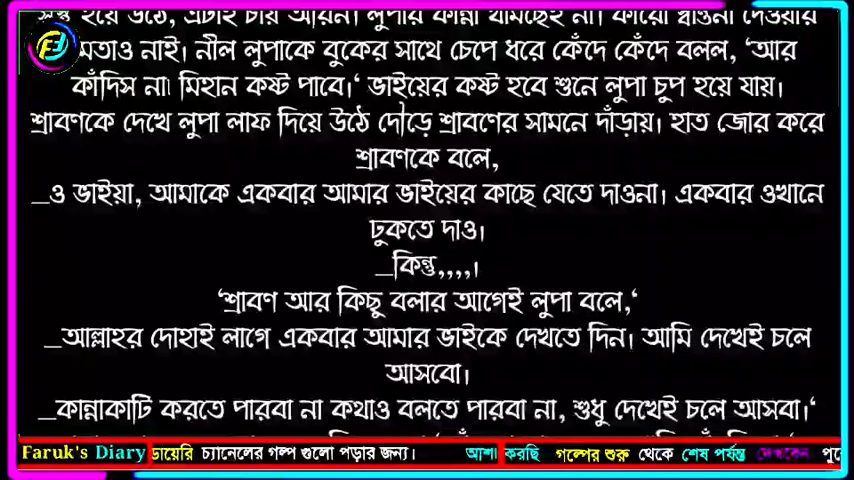 সুস্থ হয়ে উঠে, এটাই চায় আরিন। লুপার কান্না থামছেই না। কারো স্বান্তনা দেওয়ার
মতাও নাই। নীল লুপাকে বুকের সাথে চেপে ধরে কেঁদে কেঁদে বলল, ‘আর
কাঁদিস না। মিহান কষ্ট পাবে।‘ ভাইয়ের কষ্ট হবে শুনে লুপা চুপ হয়ে যায়।
শ্রাবণকে দেখে লুপা লাফ দিয়ে উঠে দৌড়ে শ্রাবণের সামনে দাঁড়ায়। হাত জোর করে
শ্রাবণকে বলে,
_ও ভাইয়া, আমাকে একবার আমার ভাইয়ের কাছে যেতে দাওনা। একবার ওখানে
ঢুকতে দাও।
_কিন্তু,,,,।
‘শ্রাবণ আর কিছু বলার আগেই লুপা বলে,‘
_আল্লাহর দোহাই লাগে একবার আমার ভাইকে দেখতে দিন। আমি দেখেই চলে
আসবো।
_কান্নাকাটি করতে পারবা না কথাও বলতে পারবা না, শুধু দেখেই চলে আসবা।‘
Faruk's Diary ডায়েরি চ্যানেলের গল্প গুলো পড়ার জন্য। আশা করছি গল্পের শুরু থেকে শেষ পর্যন্ত দেখবেন